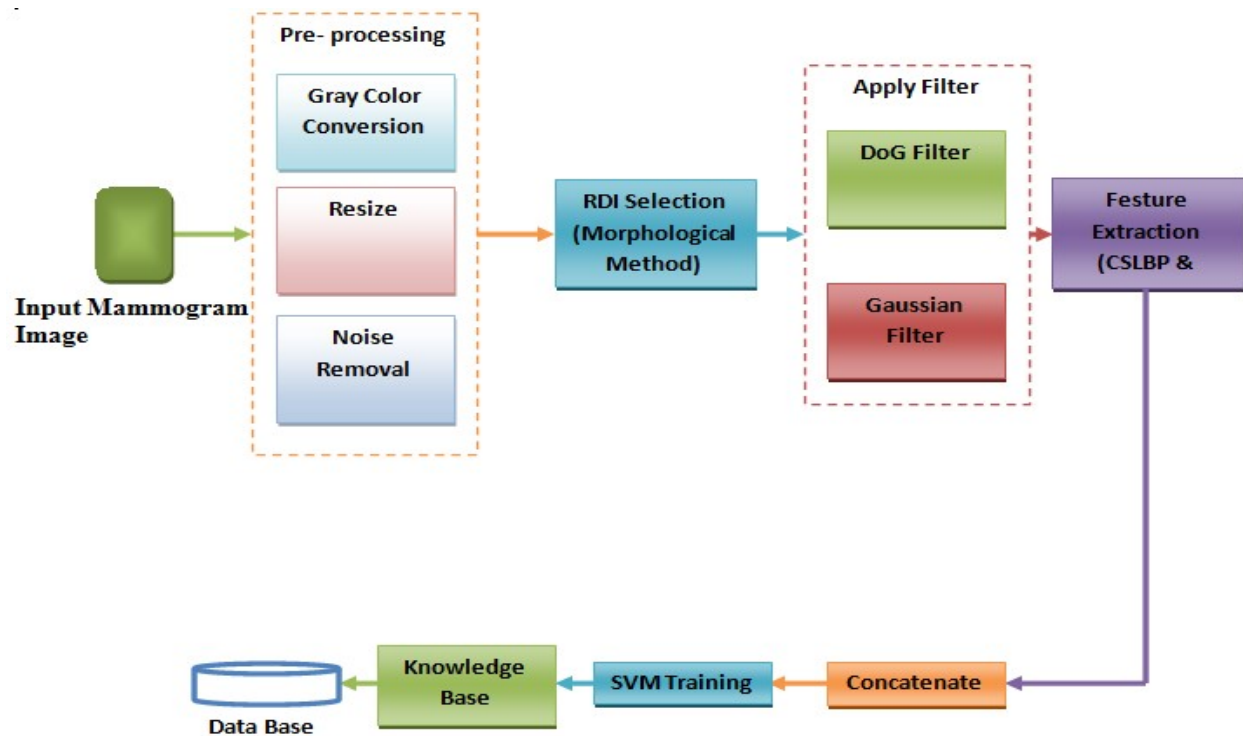 Pre- processing
Gray Color
Conversion
Resize
Noise
Removal
Input Mammogram
Image
RDI Selection
(Morphological
Method)
Apply Filter
DoG Filter
Gaussian
Filter
Festure
Extraction
(CSLBP &
Concatenate
SVM Training
Knowledge
Base
Data Base